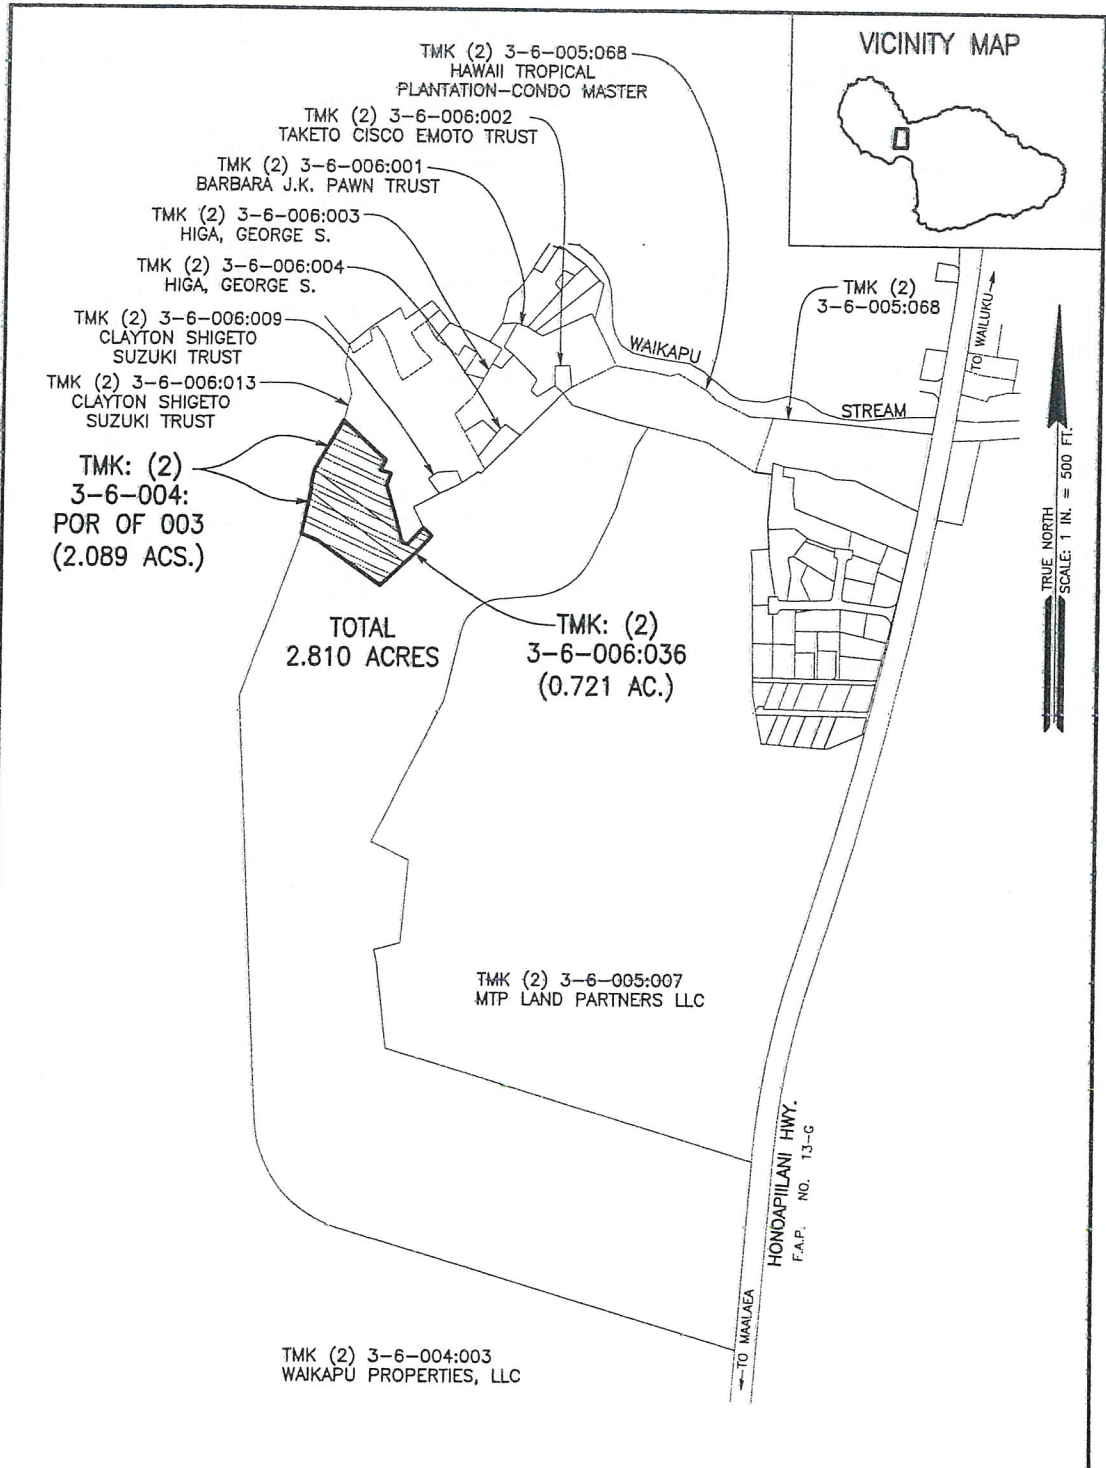 VICINITY MAP
TMK (2) 3-6-005:068
HAWAII TROPICAL
PLANTATION-CONDO MASTER
TMK (2) 3-6-006:002
TAKETO CISCO EMOTO TRUST
TMK (2) 3-6-006:001
BARBARA J.K. PAWN TRUST
TMK (2) 3-6-006:003
HIGA, GEORGE S.
TMK (2) 3-6-006:004
HIGA, GEORGE S.
TMK (2) 3-6-006:009
CLAYTON SHIGETO
SUZUKI TRUST
TMK (2) 3-6-006:013
CLAYTON SHIGETO
SUZUKI TRUST
TMK: (2)
3-6-004:
POR OF 003
(2.089 ACS.)
TMK (2)
3-6-005:068
TO WAILUKU
WAIKAPU
STREAM
TRUE NORTH
SCALE: 1 IN. = 500 FT.
TOTAL
2.810 ACRES
TMK: (2)
3-6-006:036
(0.721 AC.)
TMK (2) 3-6-005:007
MTP LAND PARTNERS LLC
HONOAPIILANI HWY.
F.A.P. NO. 13-G
TO MAALAEA
TMK (2) 3-6-004:003
WAIKAPU PROPERTIES, LLC